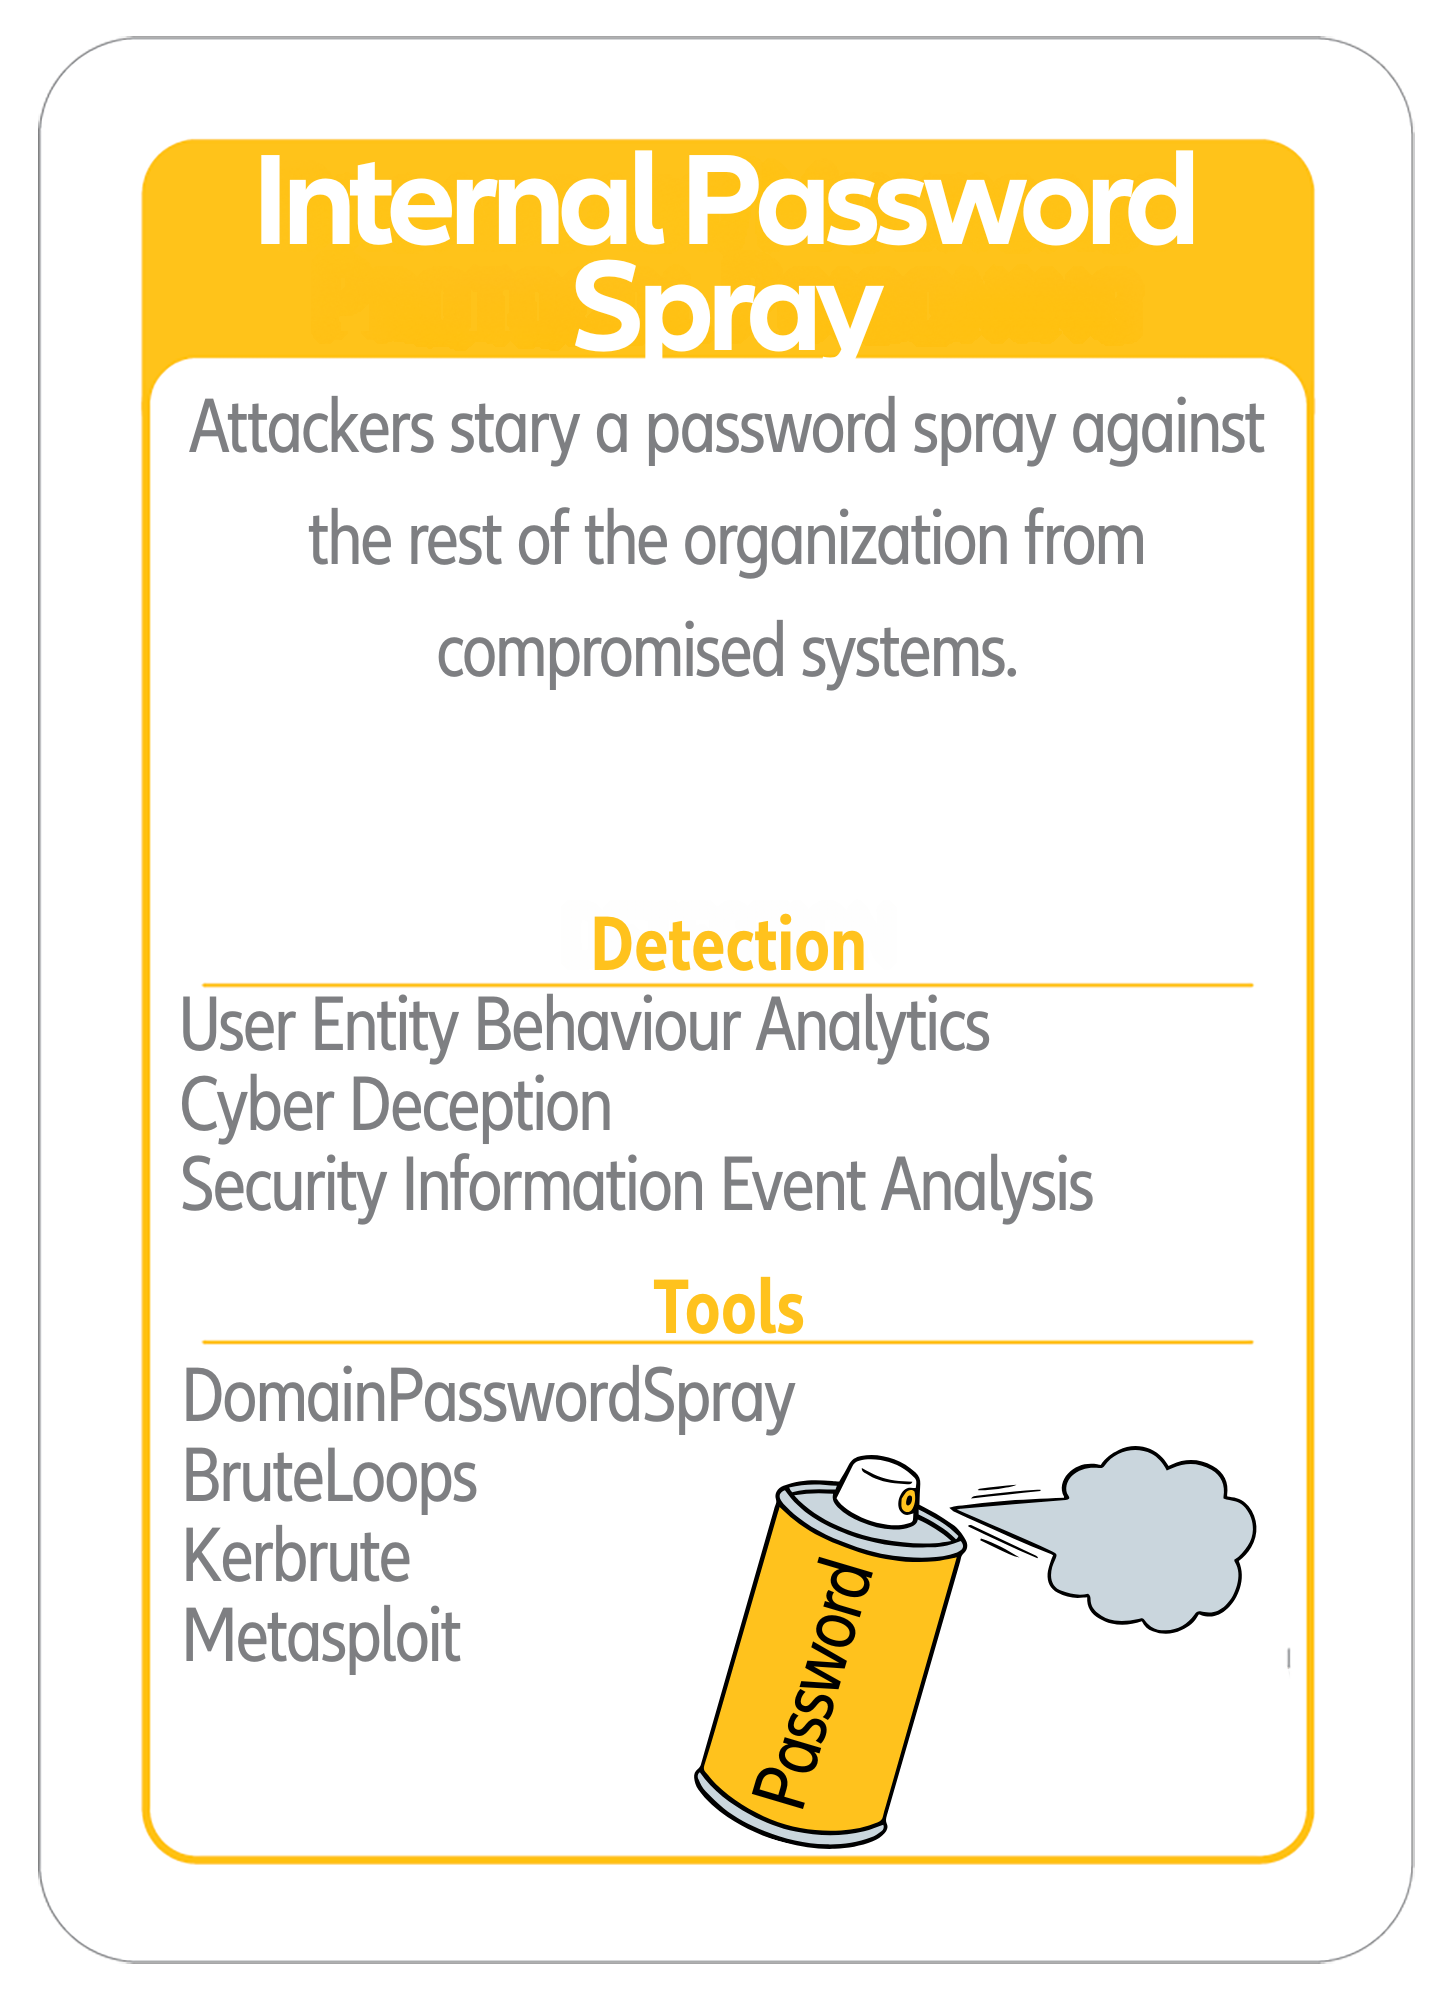 Internal Password
Spray
Attackers stary a password spray against
the rest of the organization from
compromised systems.
Detection
User Entity Behaviour Analytics
Cyber Deception
Security Information Event Analysis
Tools
DomainPasswordSpray
BruteLoops
Kerbrute
Metasploit
Password